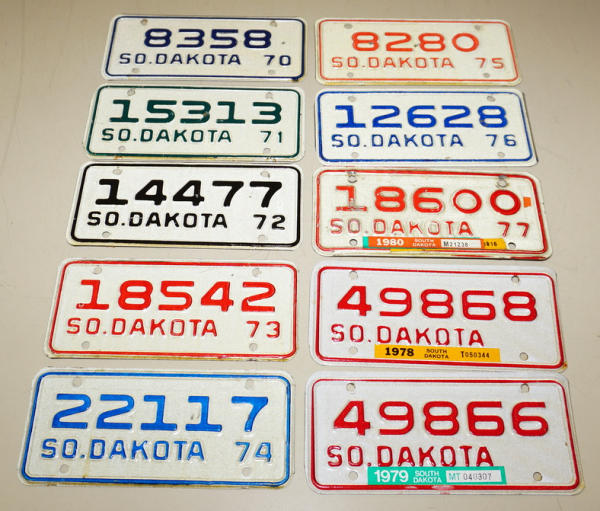 8358
SO.DAKOTA 70
15313
SO.DAKOTA 71
14477
SO.DAKOTA 72
18542
SO.DAKOTA 73
22117
SO.DAKOTA 74
8280
SO.DAKOTA 75
12628
SO.DAKOTA 76
18600
SO.DAKOTA 77
1980 SOUTH DAKOTA M21238
49868
SO.DAKOTA
1978 SOUTH DAKOTA T050344
49866
SO.DAKOTA
1979 SOUTH DAKOTA MT 040307